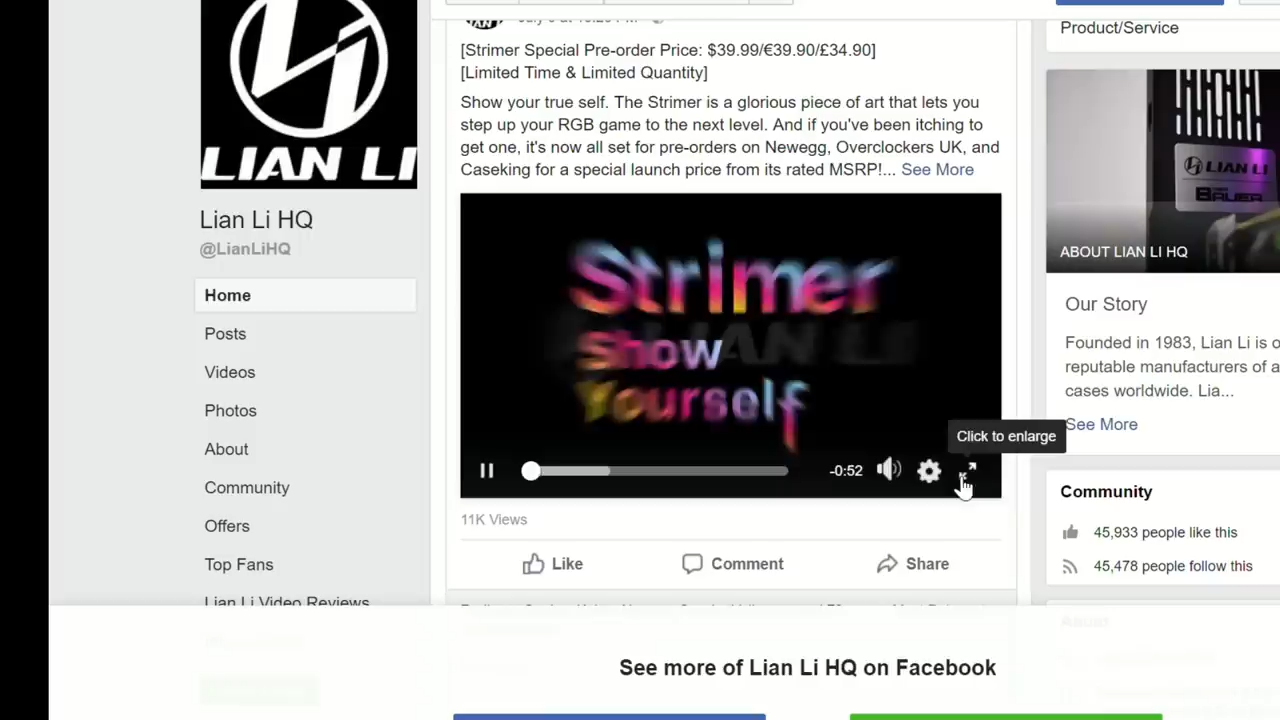 LIAN LI
Lian Li HQ
@LianLiHQ
Home
Posts
Videos
Photos
About
Community
Offers
Top Fans
Lian Li Video Reviews
[Strimer Special Pre-order Price: $39.99/€39.90/£34.90]
[Limited Time & Limited Quantity]
Show your true self. The Strimer is a glorious piece of art that lets you
step up your RGB game to the next level. And if you've been itching to
get one, it's now all set for pre-orders on Newegg, Overclockers UK, and
Caseking for a special launch price from its rated MSRP!... See More
Strimer
Show
Yourself
LIAN LI
Click to enlarge
-0:52
11K Views
Like
Comment
Share
Product/Service
LIAN LI
ABOUT LIAN LI HQ
Our Story
Founded in 1983, Lian Li is o
reputable manufacturers of a
cases worldwide. Lia...
See More
Community
45,933 people like this
45,478 people follow this
About
See more of Lian Li HQ on Facebook